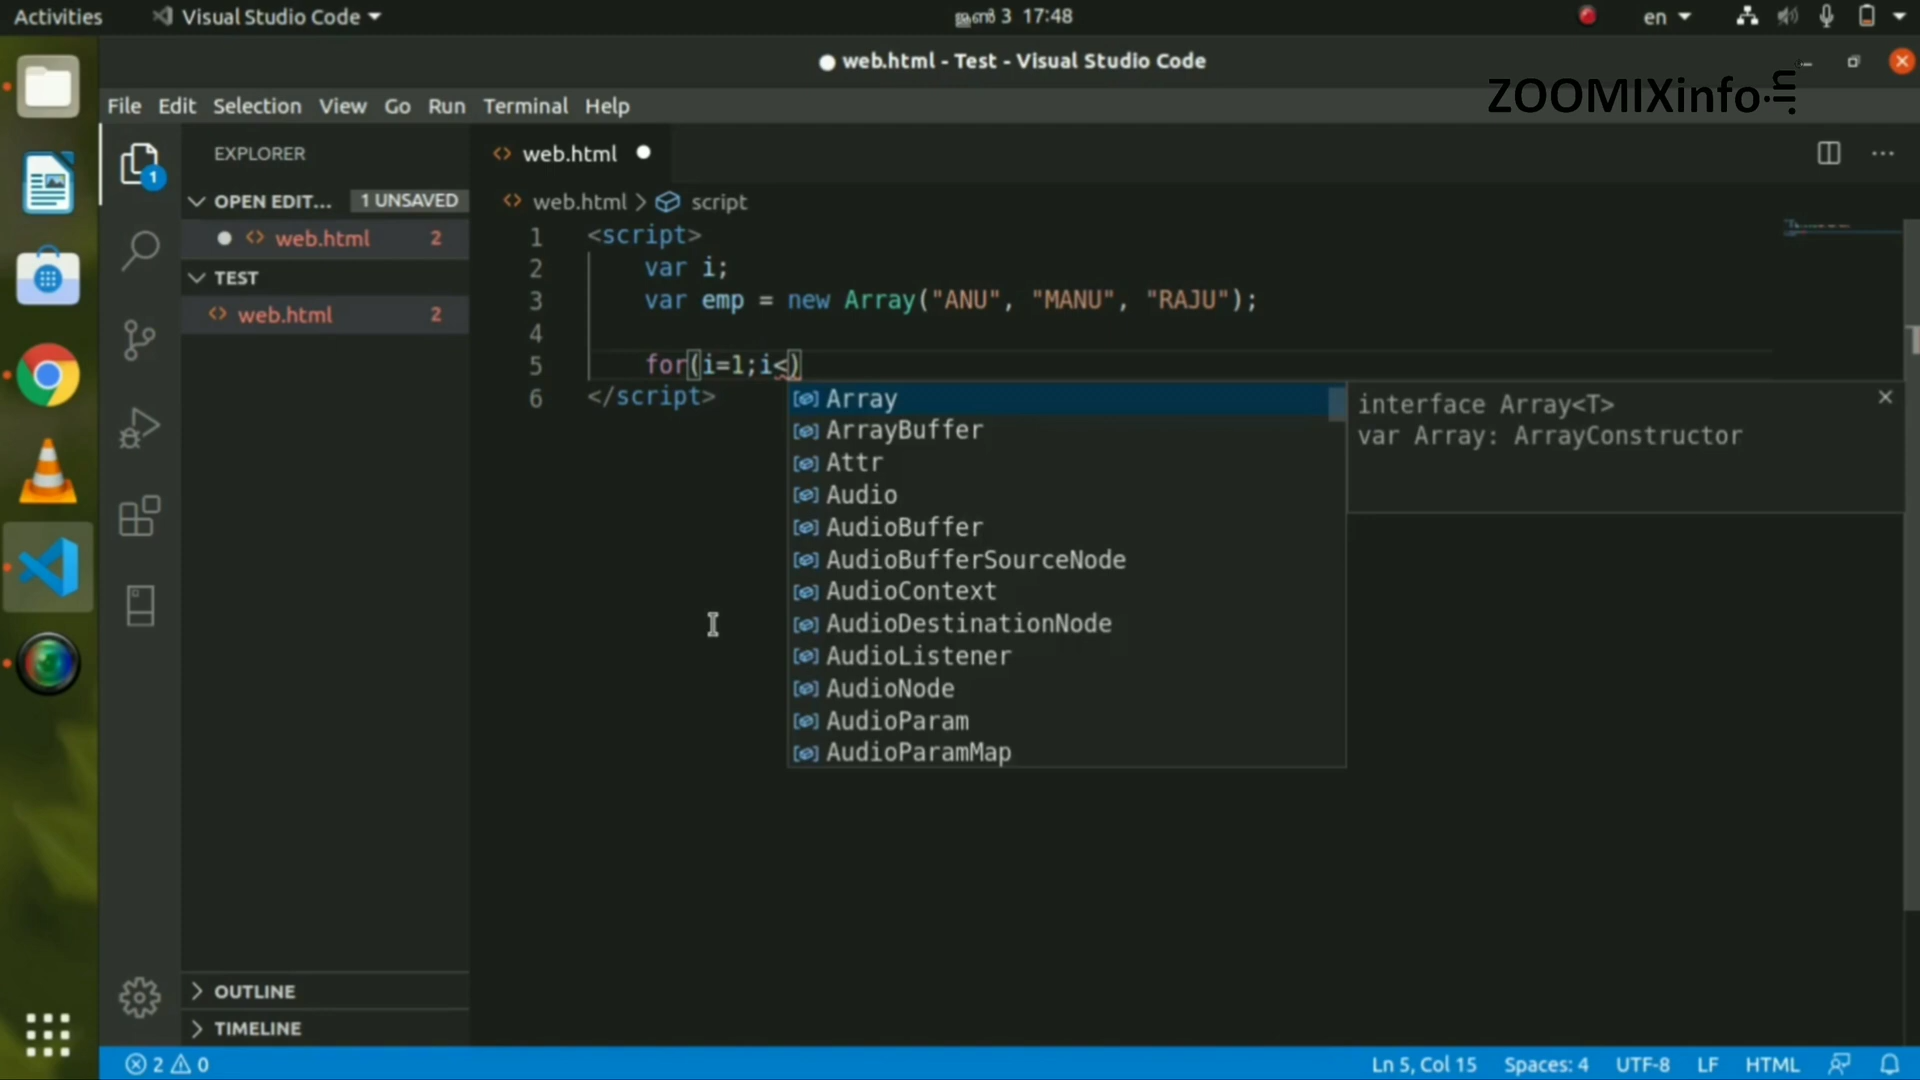 Activities
Visual Studio Code
ജൂൺ 3 17:48
en
web.html - Test - Visual Studio Code
ZOOMIXinfo.in
File Edit Selection View Go Run Terminal Help
1
EXPLORER
OPEN EDIT... 1 UNSAVED
web.html 2
TEST
web.html 2
OUTLINE
TIMELINE
web.html
web.html > script
1 <script>
2 var i;
3 var emp = new Array("ANU", "MANU", "RAJU");
4
5 for(i=1;i<)
6 </script>
Array
ArrayBuffer
Attr
Audio
AudioBuffer
AudioBufferSourceNode
AudioContext
AudioDestinationNode
AudioListener
AudioNode
AudioParam
AudioParamMap
interface Array<T>
var Array: ArrayConstructor
2 0
Ln 5, Col 15 Spaces: 4 UTF-8 LF HTML